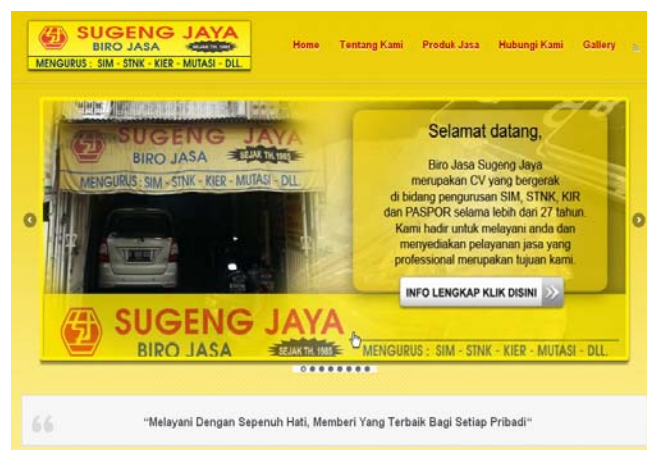 SUGENG JAYA
BIRO JASA SEJAK TH. 1985
MENGURUS : SIM - STNK - KIER - MUTASI - DLL.
Home Tentang Kami Produk Jasa Hubungi Kami Gallery
SUGENG JAYA
BIRO JASA SEJAK TH. 1985
MENGURUS : SIM - STNK - KIER - MUTASI - DLL
Selamat datang,
Biro Jasa Sugeng Jaya
merupakan CV yang bergerak
di bidang pengurusan SIM, STNK, KIR
dan PASPOR selama lebih dari 27 tahun.
Kami hadir untuk melayani anda dan
menyediakan pelayanan jasa yang
professional merupakan tujuan kami.
INFO LENGKAP KLIK DISINI
SUGENG JAYA
BIRO JASA SEJAK TH. 1985 MENGURUS : SIM - STNK - KIER - MUTASI - DLL.
“Melayani Dengan Sepenuh Hati, Memberi Yang Terbaik Bagi Setiap Pribadi“